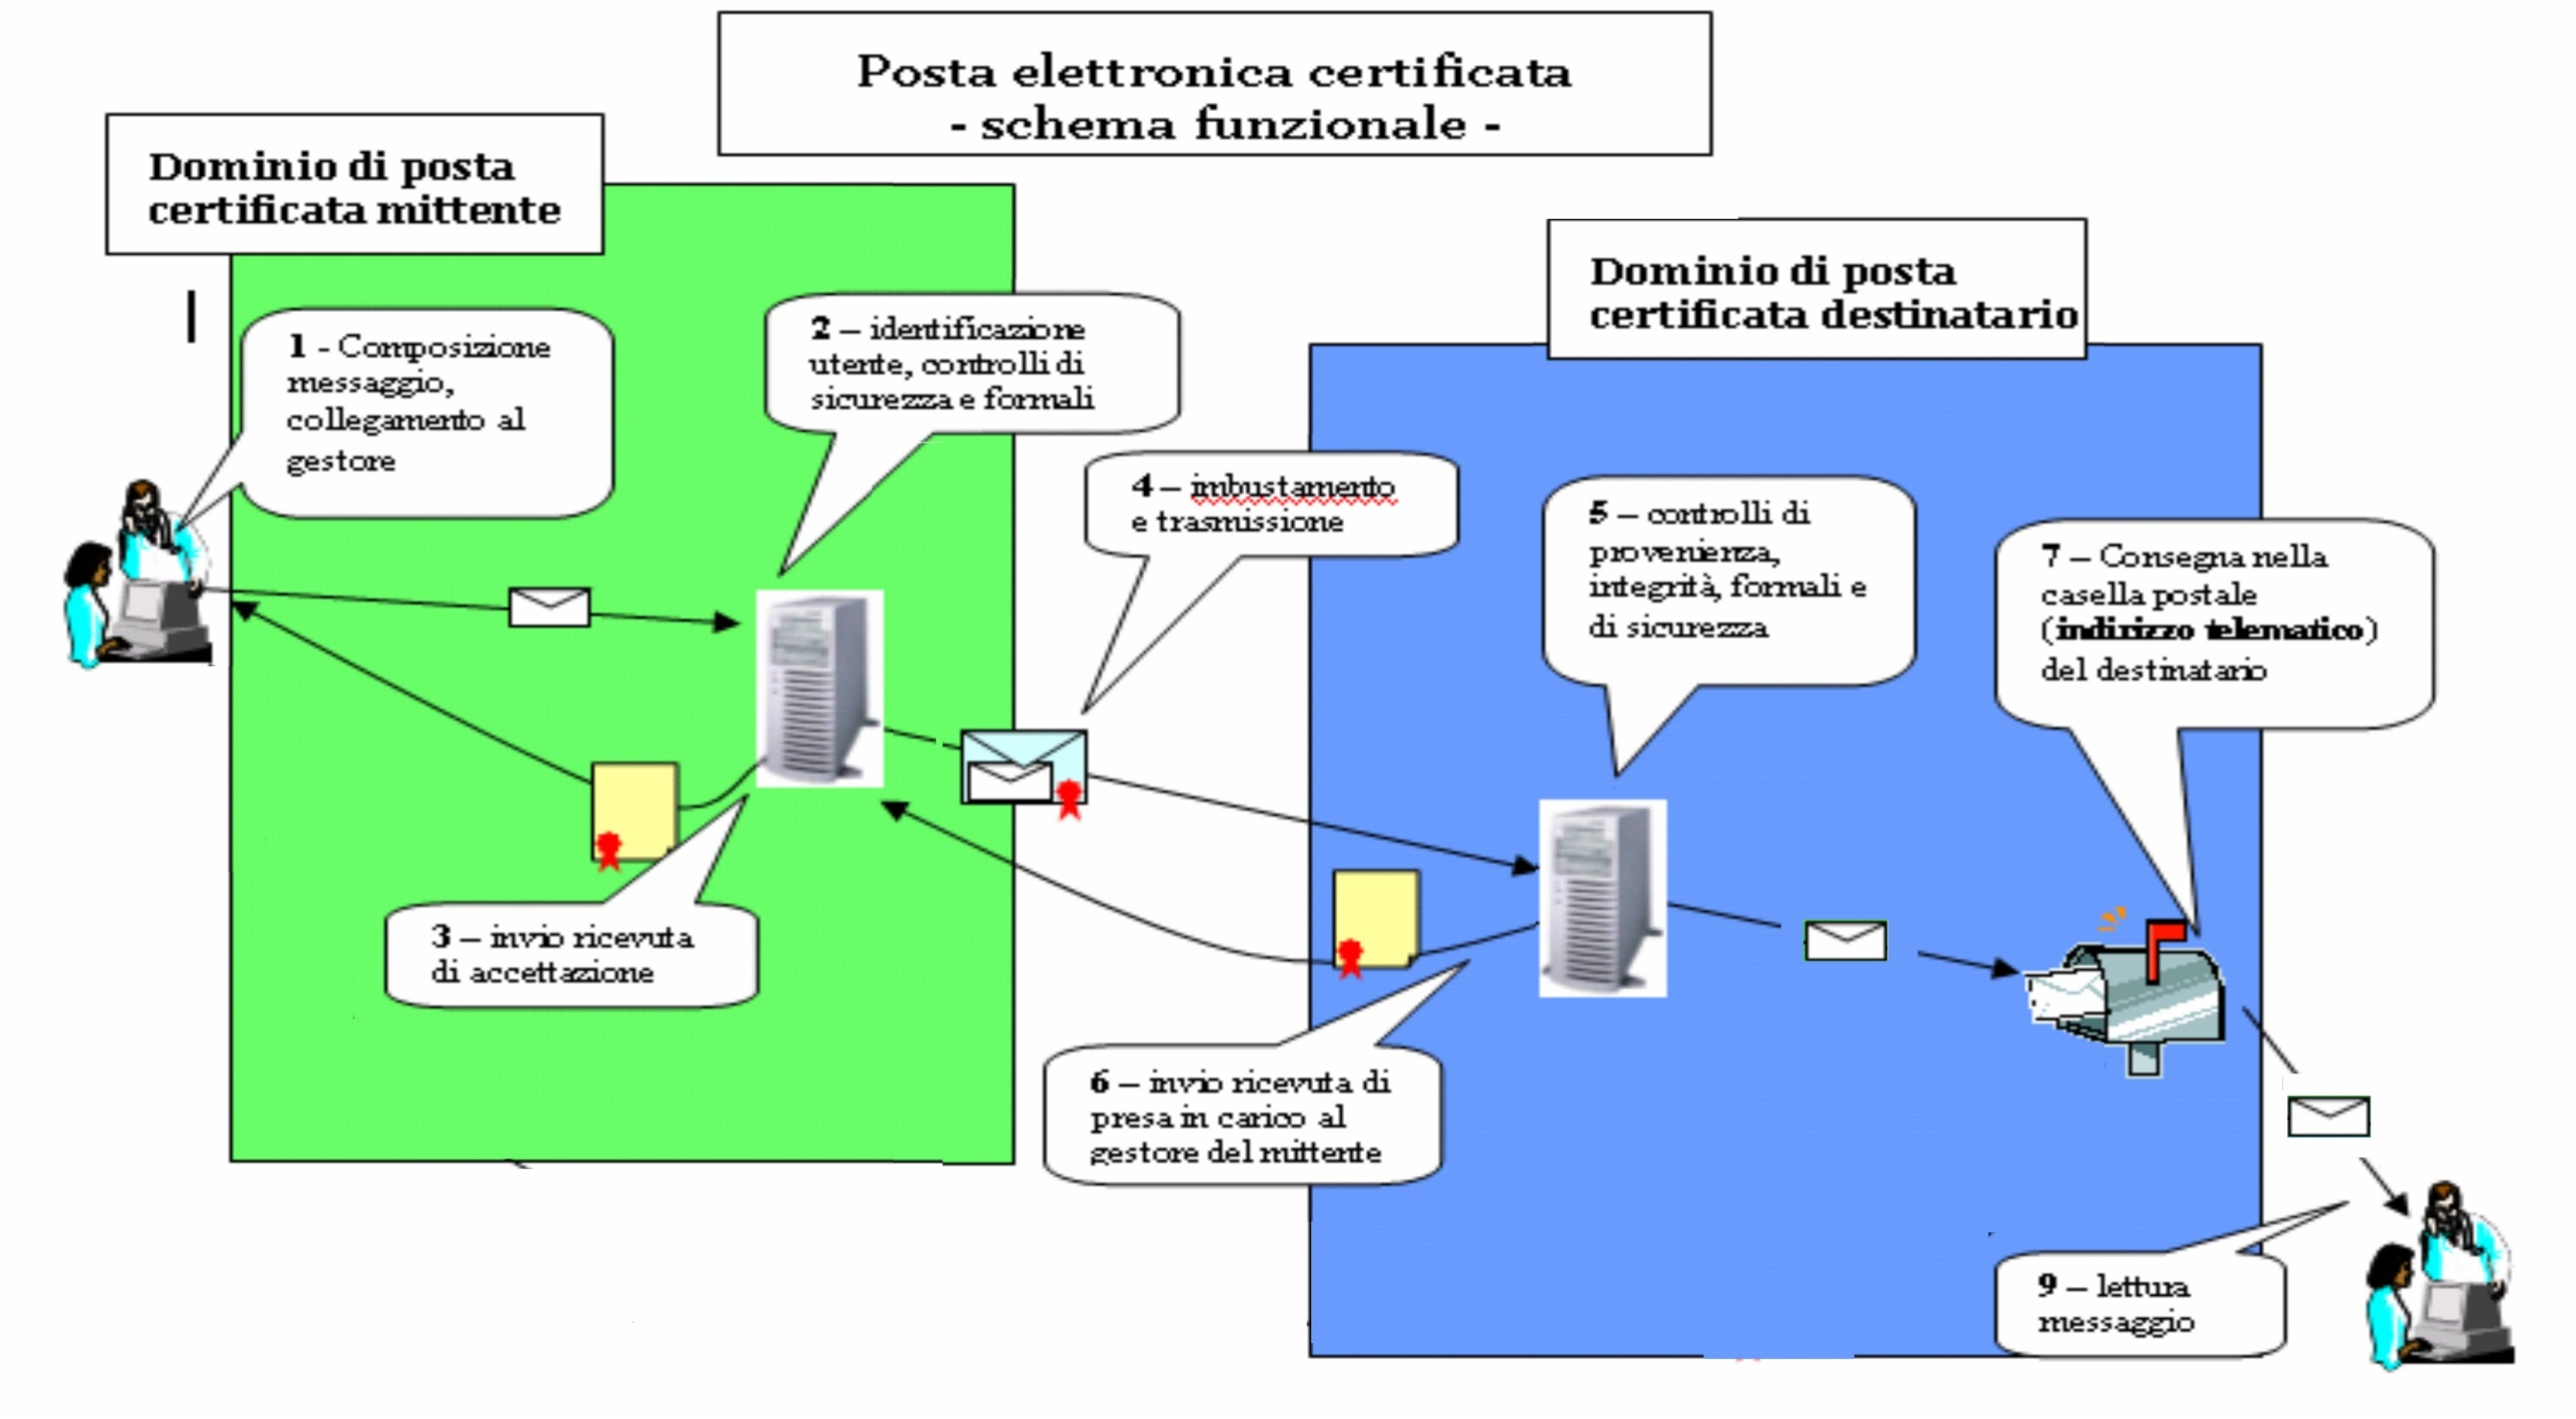 Posta elettronica certificata
- schema funzionale -
Dominio di posta
certificata mittente
Dominio di posta
certificata destinatario
1 - Composizione
messaggio,
collegamento al
gestore
2 – identificazione
utente, controlli di
sicurezza e formali
3 – invio ricevuta
di accettazione
4 – imbustamento
e trasmissione
5 – controlli di
provenienza,
integrità, formali e
di sicurezza
6 – invio ricevuta di
presa in carico al
gestore del mittente
7 – Consegna nella
casella postale
(indirizzo telematico)
del destinatario
9 – lettura
messaggio